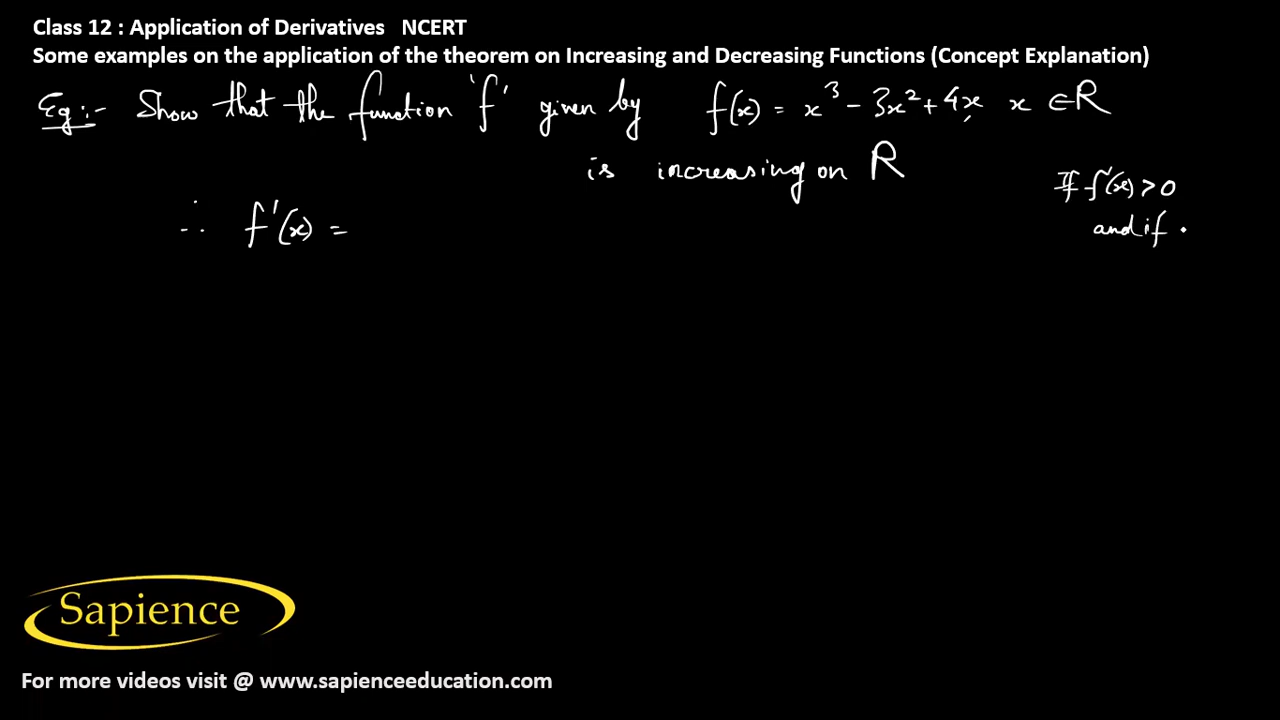 Class 12 : Application of Derivatives NCERT
Some examples on the application of the theorem on Increasing and Decreasing Functions (Concept Explanation)
Eg:- Show that the function 'f' given by f(x) = x³ - 3x² + 4x, x ∈ R
is increasing on R
If f'(x) > 0
∴ f'(x) =
and if .
Sapience
For more videos visit @ www.sapienceeducation.com